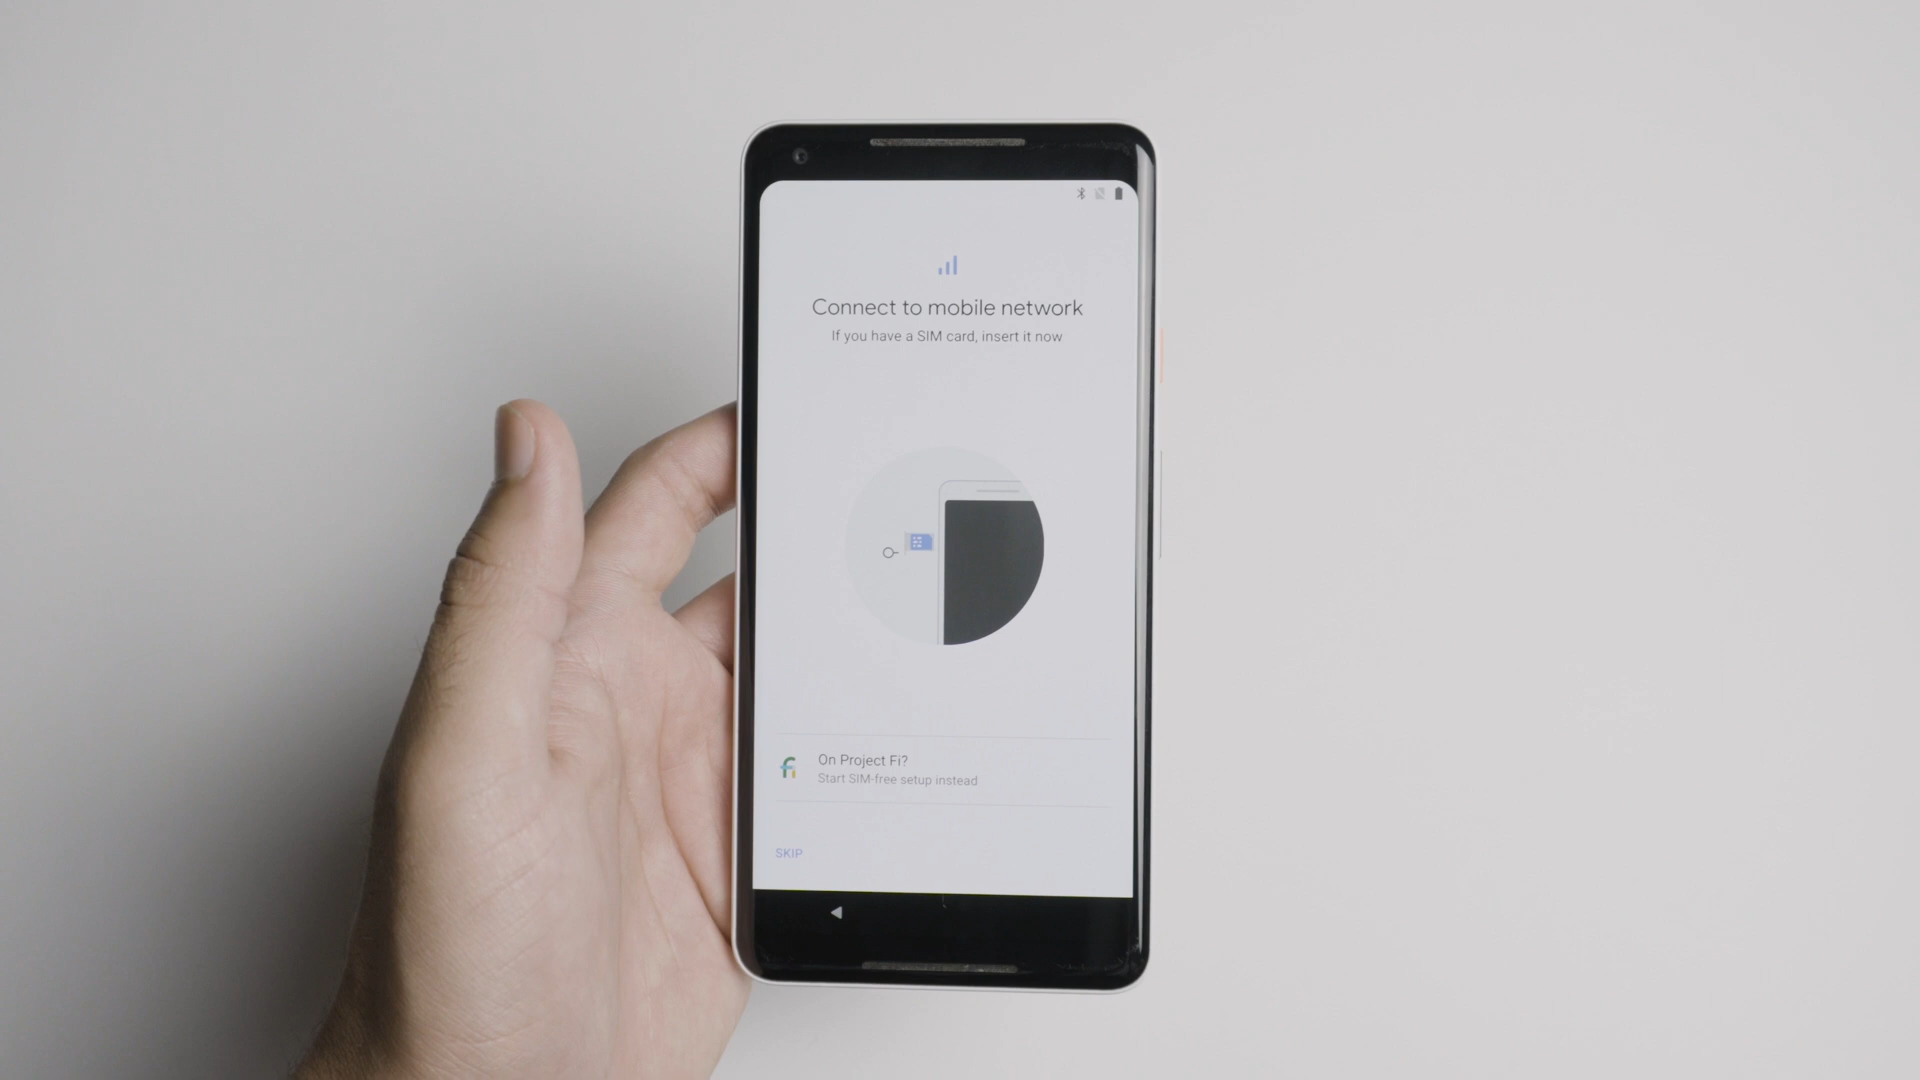 Connect to mobile network
If you have a SIM card, insert it now
fi
On Project Fi?
Start SIM-free setup instead
SKIP